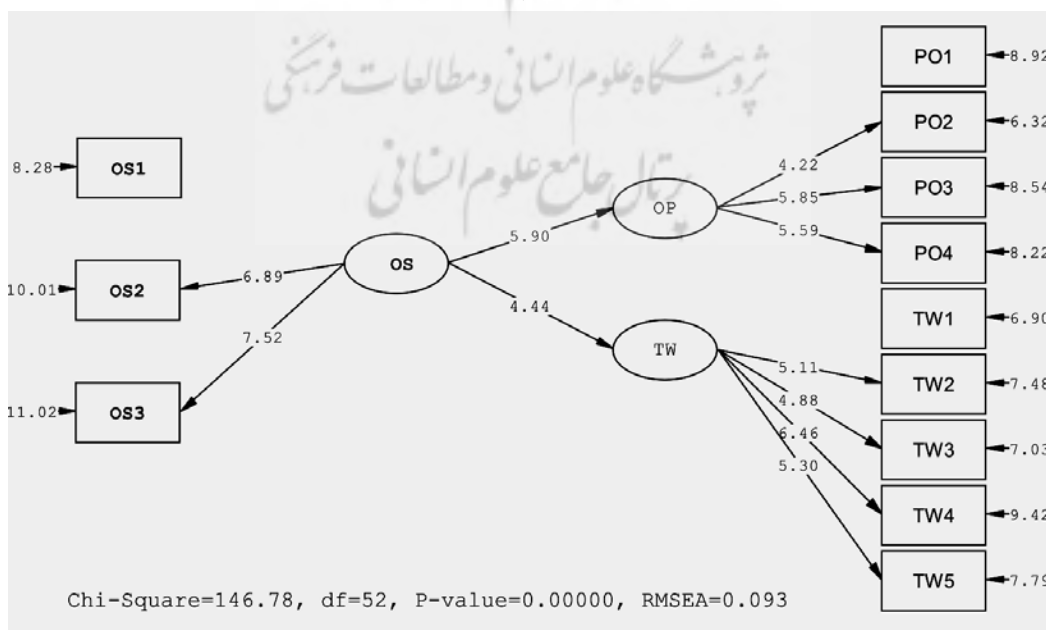 پژوهشگاه علوم انسانی و مطالعات فرهنگی
پرتال جامع علوم انسانی
PO1
8.92
PO2
6.32
PO3
8.54
PO4
8.22
TW1
6.90
TW2
7.48
TW3
7.03
TW4
9.42
TW5
7.79
8.28
OS1
10.01
OS2
11.02
OS3
6.89
7.52
OS
5.90
4.44
OP
TW
4.22
5.85
5.59
5.11
4.88
6.46
5.30
Chi-Square=146.78, df=52, P-value=0.00000, RMSEA=0.093